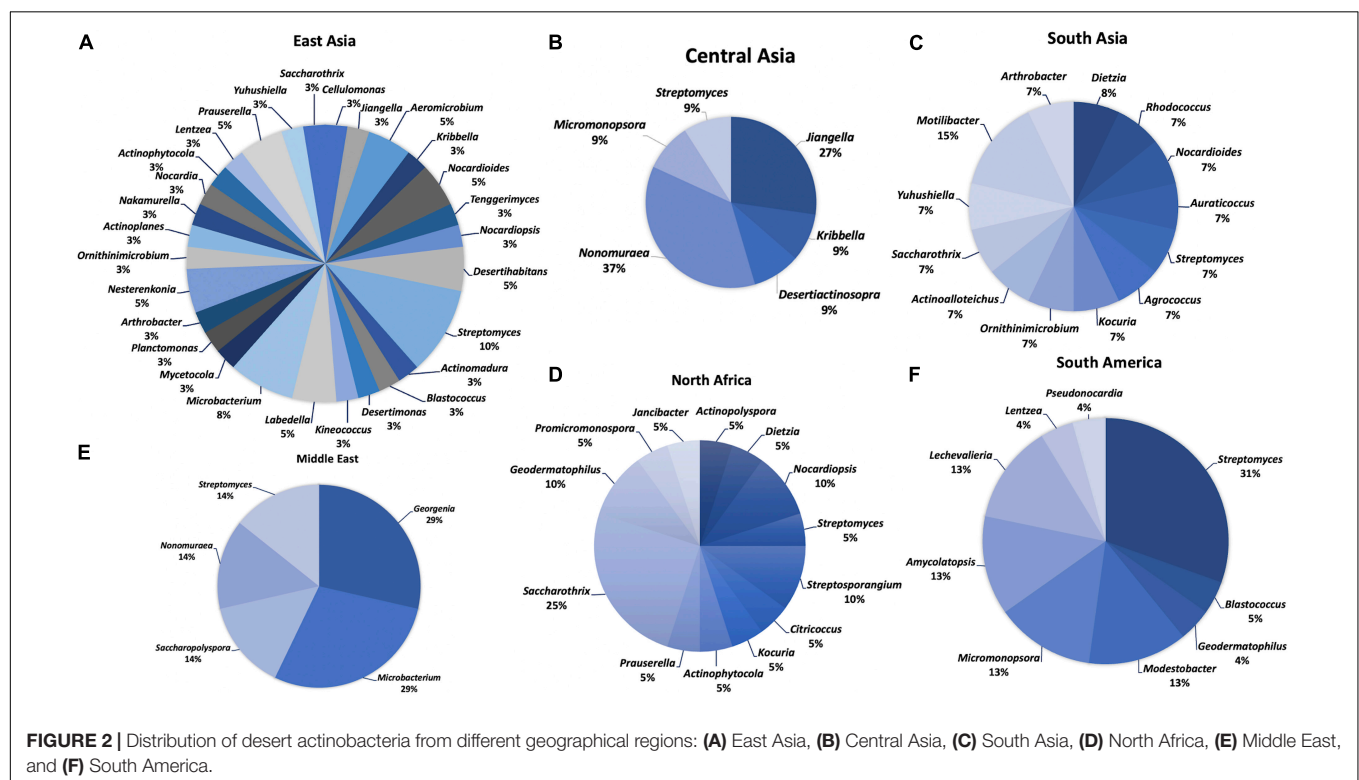 A
East Asia
Saccharothrix
3%
Cellulomonas
3%
Jiangella
3%
Aeromicrobium
5%
Kribbella
3%
Nocardioides
5%
Tenggerimyces
3%
Nocardiopsis
3%
Desertihabitans
5%
Streptomyces
10%
Actinomadura
3%
Blastococcus
3%
Desertimonas
3%
Kineococcus
3%
Labedella
5%
Microbacterium
8%
Mycetocola
3%
Planctomonas
3%
Arthrobacter
3%
Nesterenkonia
5%
Ornithinimicrobium
3%
Actinoplanes
3%
Nakamurella
3%
Nocardia
3%
Actinophytocola
3%
Lentzea
3%
Prauserella
5%
Yuhushiella
3%
B
Central Asia
Streptomyces
9%
Micromonopsora
9%
Jiangella
27%
Kribbella
9%
Desertiactinosopra
9%
Nonomuraea
37%
C
South Asia
Arthrobacter
7%
Dietzia
8%
Rhodococcus
7%
Nocardioides
7%
Auraticoccus
7%
Streptomyces
7%
Agrococcus
7%
Kocuria
7%
Ornithinimicrobium
7%
Actinoalloteichus
7%
Saccharothrix
7%
Yuhushiella
7%
Motilibacter
15%
D
North Africa
Jancibacter
5%
Actinopolyspora
5%
Dietzia
5%
Nocardiopsis
10%
Streptomyces
5%
Streptosporangium
10%
Citricoccus
5%
Kocuria
5%
Actinophytocola
5%
Prauserella
5%
Saccharothrix
25%
Geodermatophilus
10%
Promicromonospora
5%
E
Middle East
Streptomyces
14%
Georgenia
29%
Nonomuraea
14%
Saccharopolyspora
14%
Microbacterium
29%
F
South America
Pseudonocardia
4%
Lentzea
4%
Lechevalieria
13%
Streptomyces
31%
Amycolatopsis
13%
Blastococcus
5%
Geodermatophilus
4%
Modestobacter
13%
Micromonopsora
13%
FIGURE 2 | Distribution of desert actinobacteria from different geographical regions: (A) East Asia, (B) Central Asia, (C) South Asia, (D) North Africa, (E) Middle East,
and (F) South America.